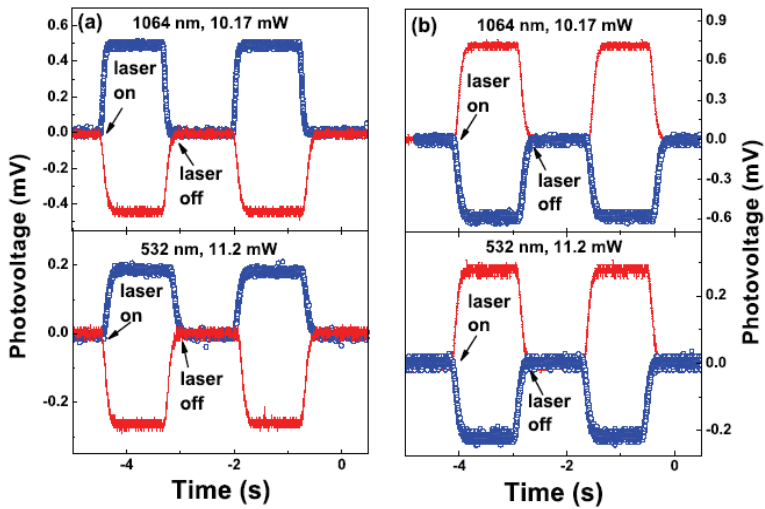 (a)
1064 nm, 10.17 mW
0.6
0.4
0.2
0.0
-0.2
-0.4
laser
on
laser
off
532 nm, 11.2 mW
0.2
0.0
-0.2
laser
on
laser
off
-4
-2
0
Time (s)
Photovoltage (mV)
(b)
1064 nm, 10.17 mW
0.9
0.6
0.3
0.0
-0.3
-0.6
laser
on
laser
off
532 nm, 11.2 mW
0.2
0.0
-0.2
laser
on
laser
off
-4
-2
0
Time (s)
Photovoltage (mV)